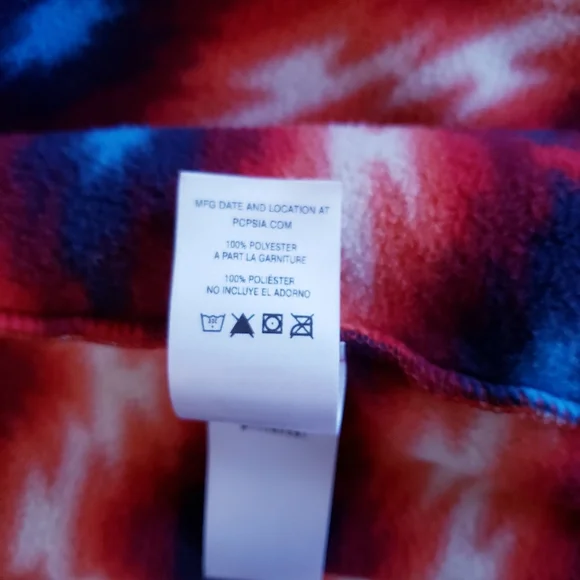 MFG DATE AND LOCATION AT
PCPSIA.COM
100% POLYESTER
A PART LA GARNITURE
100% POLIÉSTER
NO INCLUYE EL ADORNO